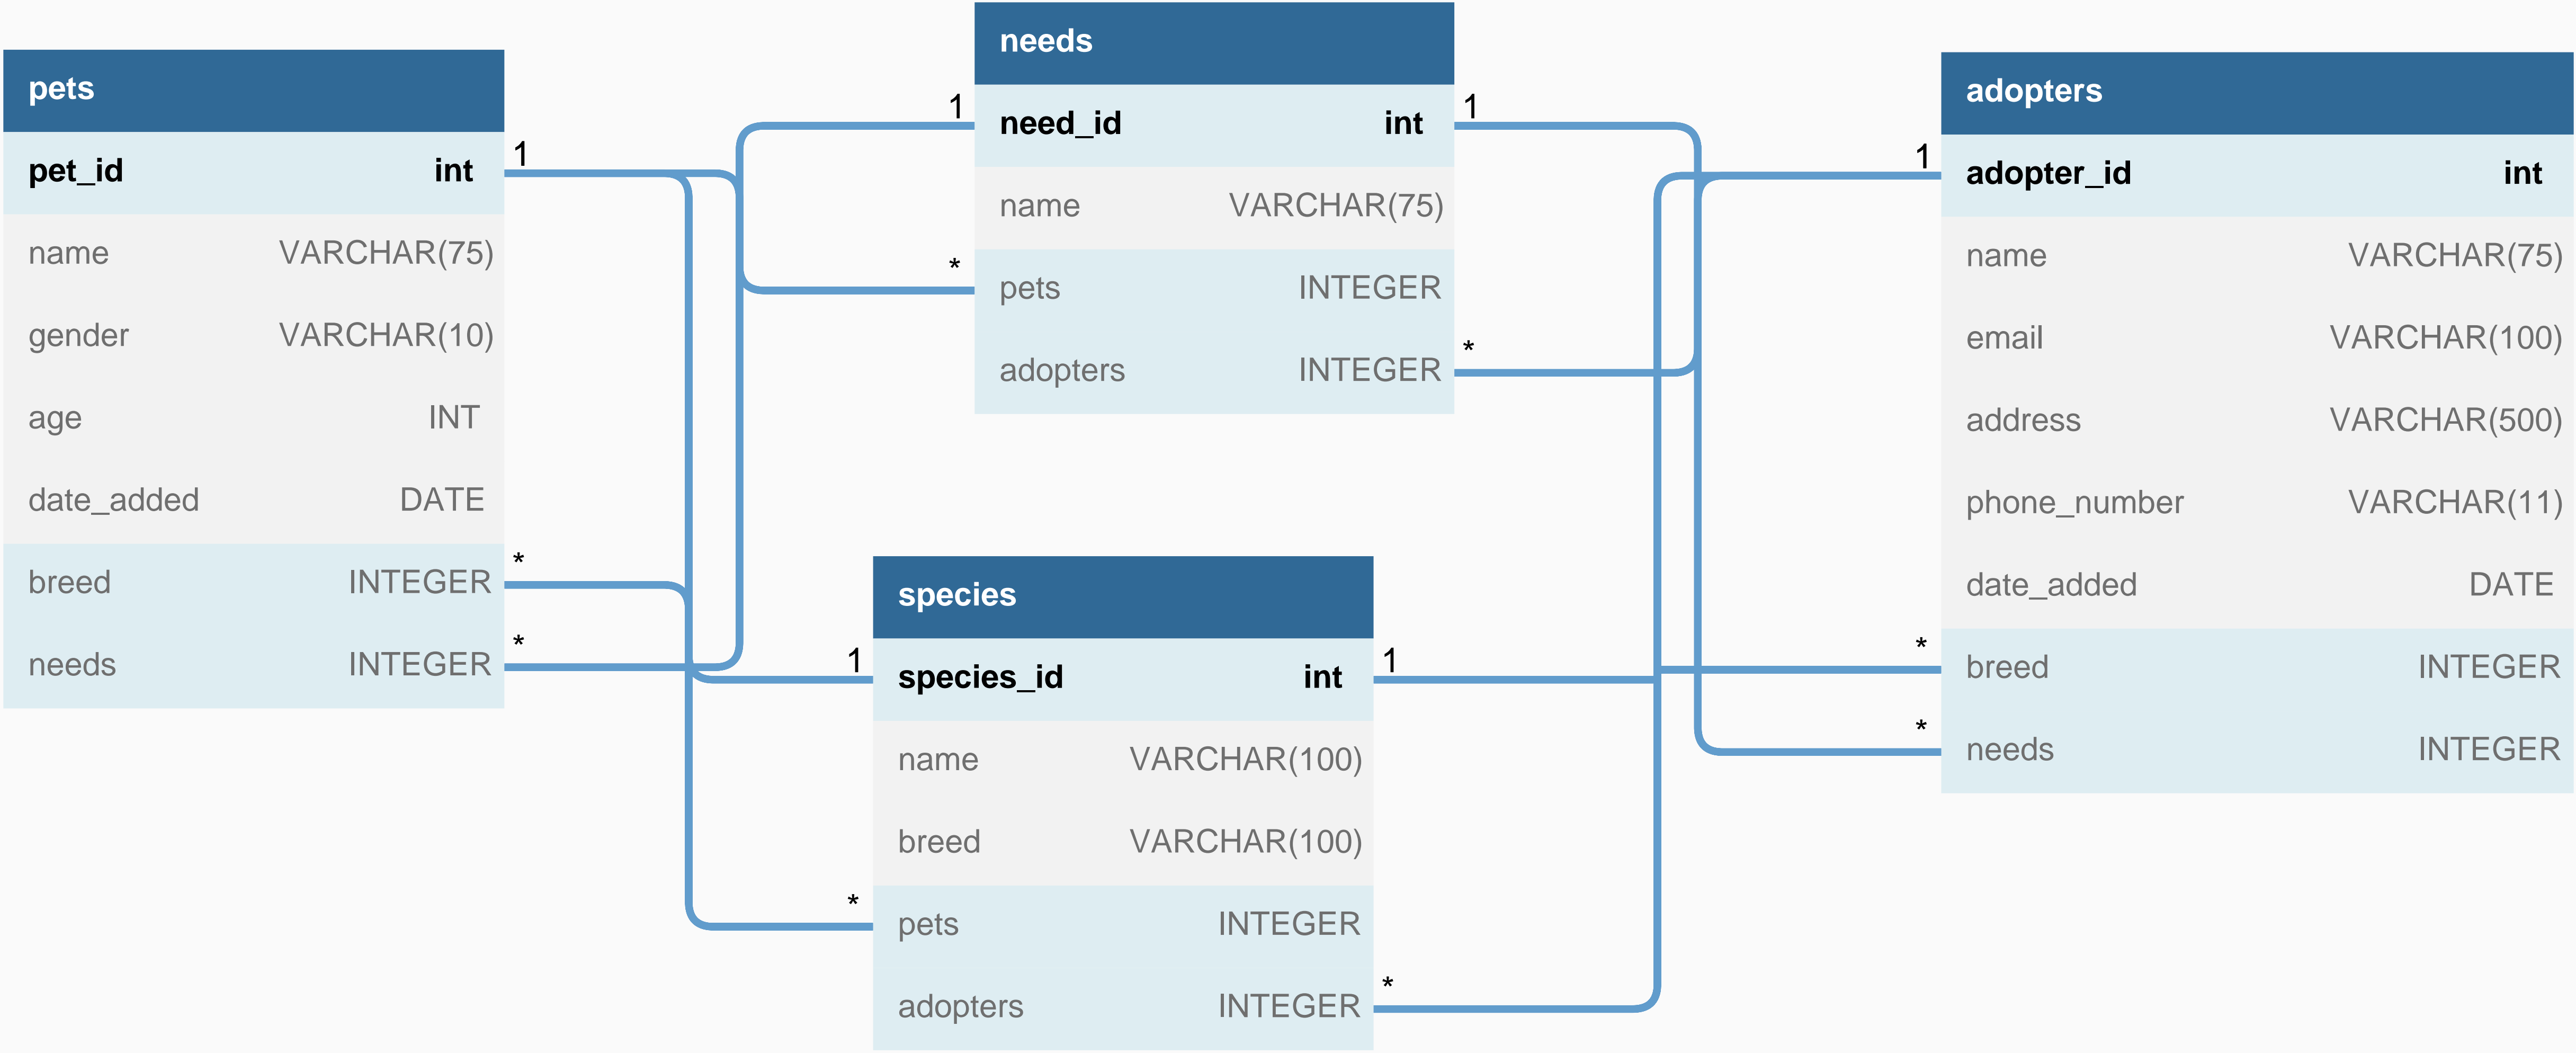 pets
pet_id int
name VARCHAR(75)
gender VARCHAR(10)
age INT
date_added DATE
breed INTEGER
needs INTEGER
1
*
*
needs
need_id int
name VARCHAR(75)
pets INTEGER
adopters INTEGER
1
*
1
*
species
species_id int
name VARCHAR(100)
breed VARCHAR(100)
pets INTEGER
adopters INTEGER
1
*
1
*
adopters
adopter_id int
name VARCHAR(75)
email VARCHAR(100)
address VARCHAR(500)
phone_number VARCHAR(11)
date_added DATE
breed INTEGER
needs INTEGER
1
*
*